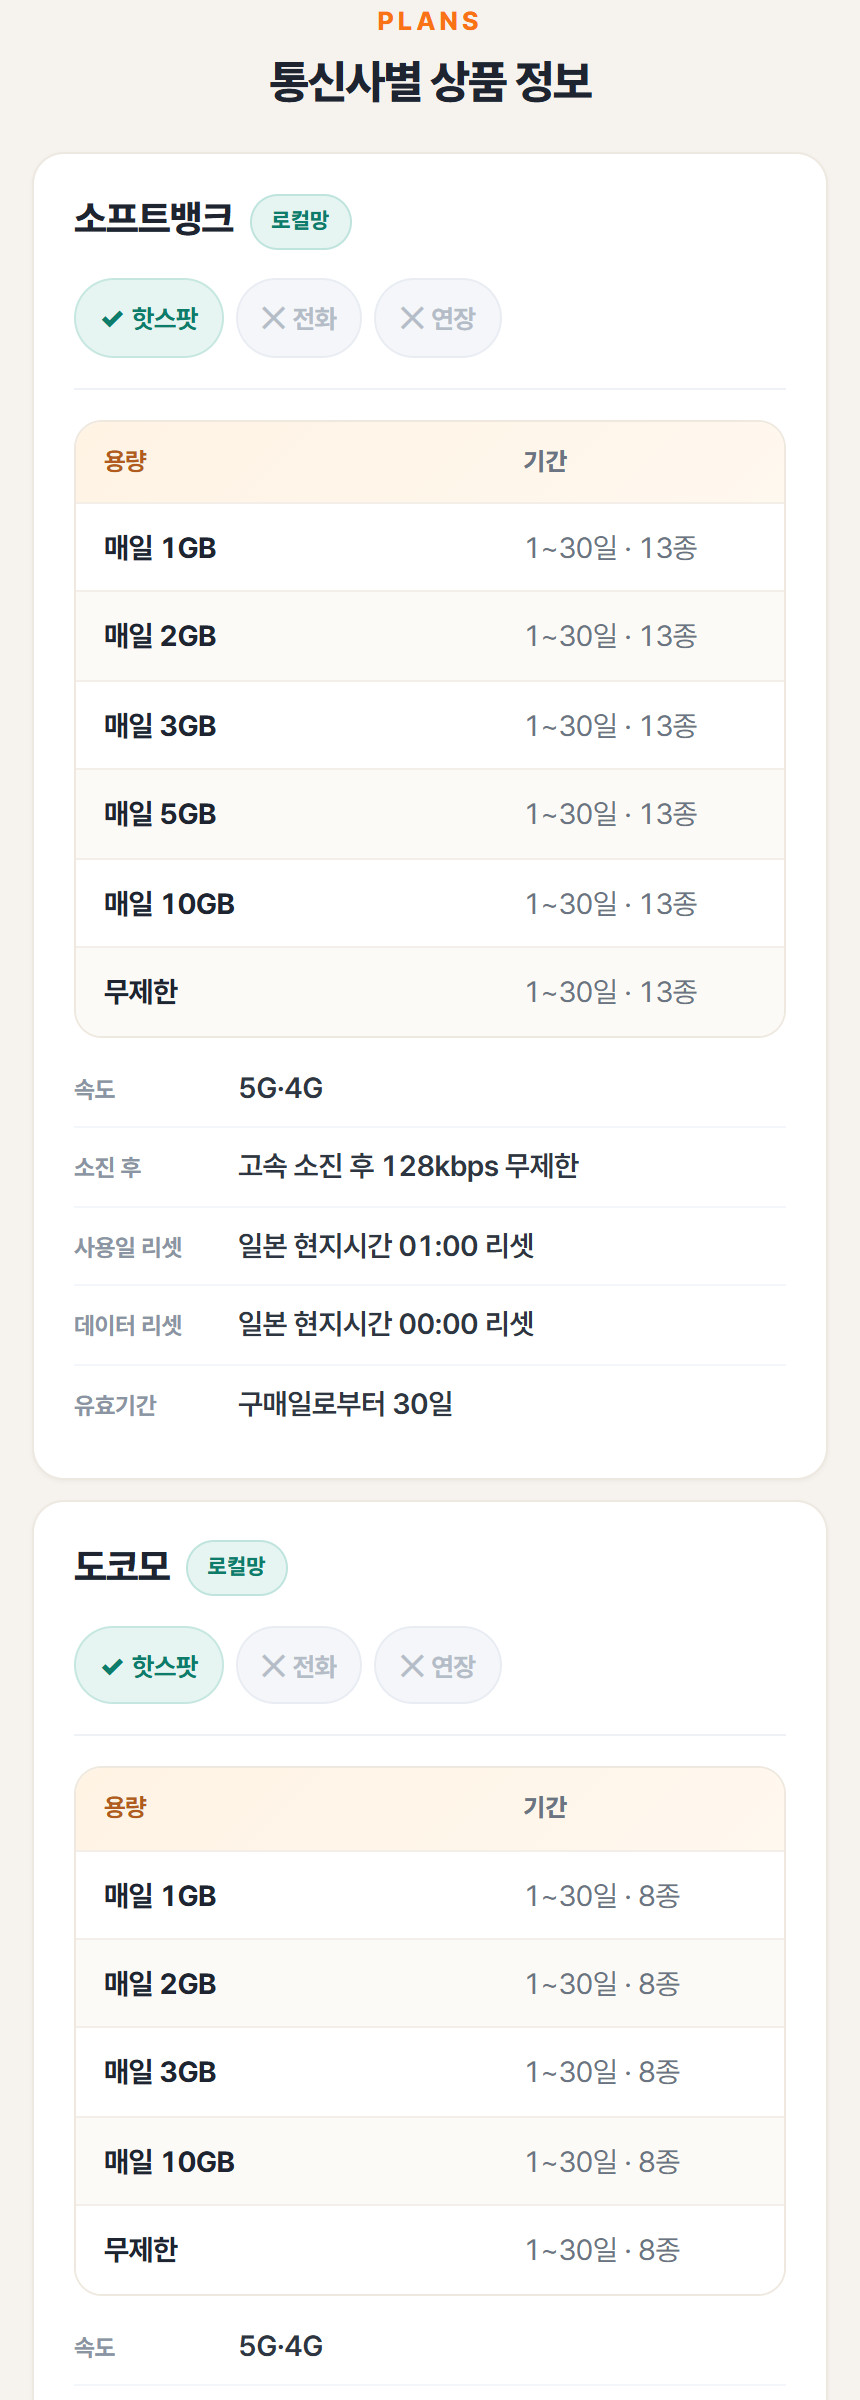 PLANS
통신사별 상품 정보
소프트뱅크 로컬망
✓ 핫스팟 ✕ 전화 ✕ 연장
용량 기간
매일 1GB 1~30일 · 13종
매일 2GB 1~30일 · 13종
매일 3GB 1~30일 · 13종
매일 5GB 1~30일 · 13종
매일 10GB 1~30일 · 13종
무제한 1~30일 · 13종
속도 5G·4G
소진 후 고속 소진 후 128kbps 무제한
사용일 리셋 일본 현지시간 01:00 리셋
데이터 리셋 일본 현지시간 00:00 리셋
유효기간 구매일로부터 30일
도코모 로컬망
✓ 핫스팟 ✕ 전화 ✕ 연장
용량 기간
매일 1GB 1~30일 · 8종
매일 2GB 1~30일 · 8종
매일 3GB 1~30일 · 8종
매일 10GB 1~30일 · 8종
무제한 1~30일 · 8종
속도 5G·4G